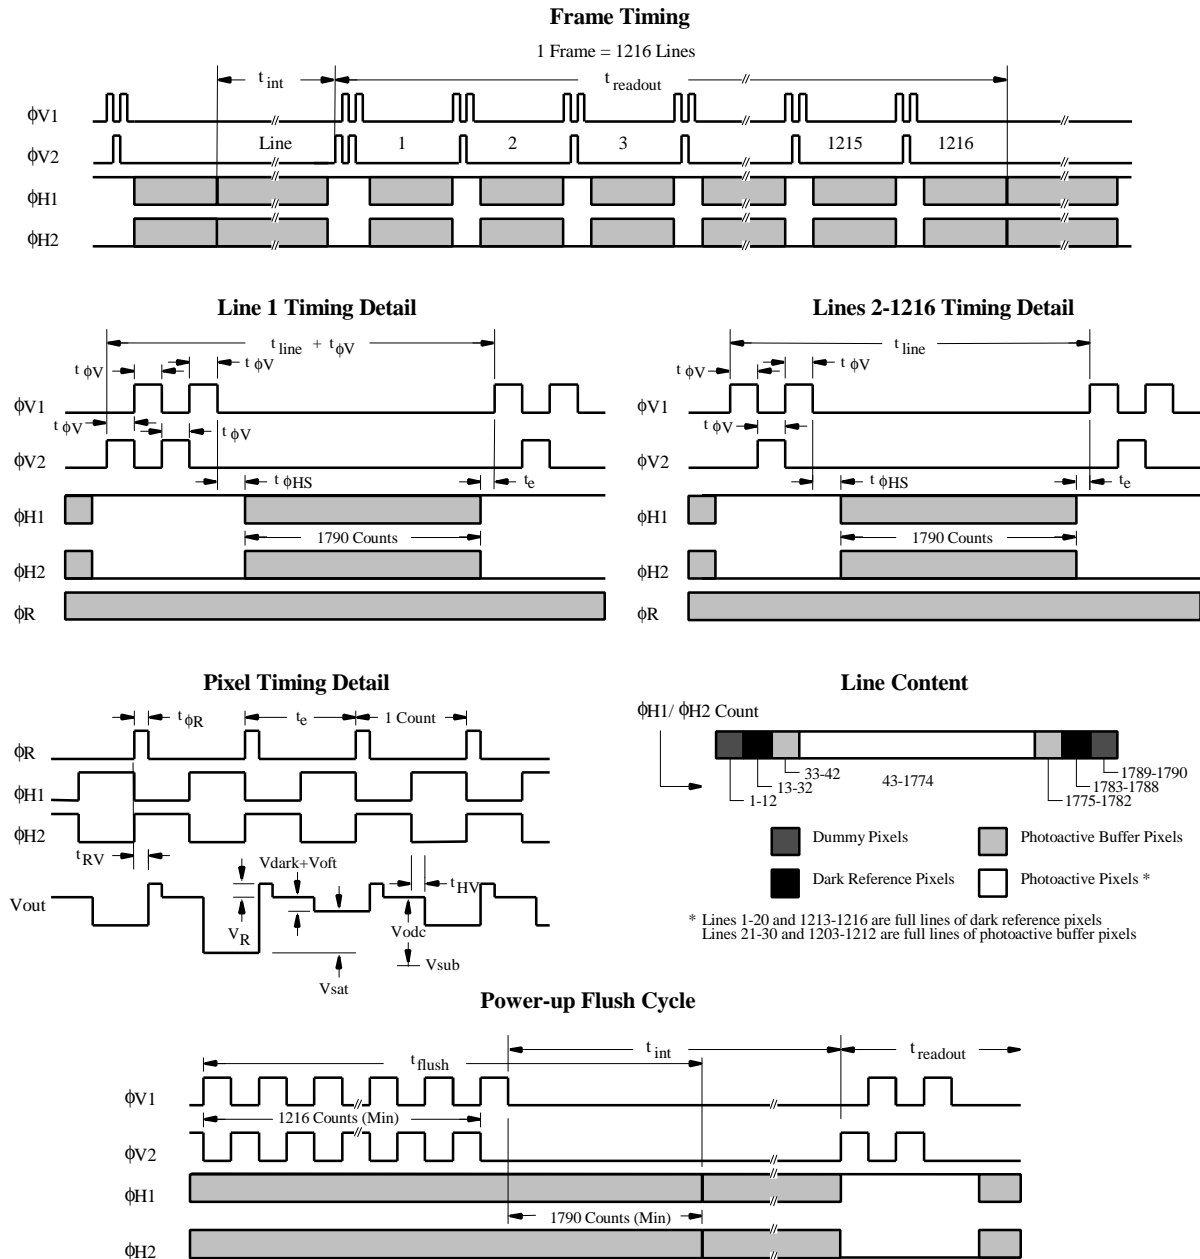 Frame Timing
1 Frame = 1216 Lines
t int
t readout
ϕV1
ϕV2
Line 1 2 3 1215 1216
ϕH1
ϕH2
Line 1 Timing Detail
t line + t ϕV
t ϕV
t ϕV
ϕV1
t ϕV
t ϕV
ϕV2
t ϕHS
t e
ϕH1
1790 Counts
ϕH2
ϕR
Lines 2-1216 Timing Detail
t line
t ϕV
t ϕV
ϕV1
t ϕV
ϕV2
t ϕHS
t e
ϕH1
1790 Counts
ϕH2
ϕR
Pixel Timing Detail
t ϕR
t e
1 Count
ϕR
ϕH1
ϕH2
t RV
Vdark+Voft
t HV
Vout
V R
Vodc
Vsub
Vsat
Line Content
ϕH1/ ϕH2 Count
1-12
13-32
33-42
43-1774
1775-1782
1783-1788
1789-1790
Dummy Pixels
Photoactive Buffer Pixels
Dark Reference Pixels
Photoactive Pixels *
* Lines 1-20 and 1213-1216 are full lines of dark reference pixels
Lines 21-30 and 1203-1212 are full lines of photoactive buffer pixels
Power-up Flush Cycle
t flush
t int
t readout
ϕV1
1216 Counts (Min)
ϕV2
ϕH1
1790 Counts (Min)
ϕH2